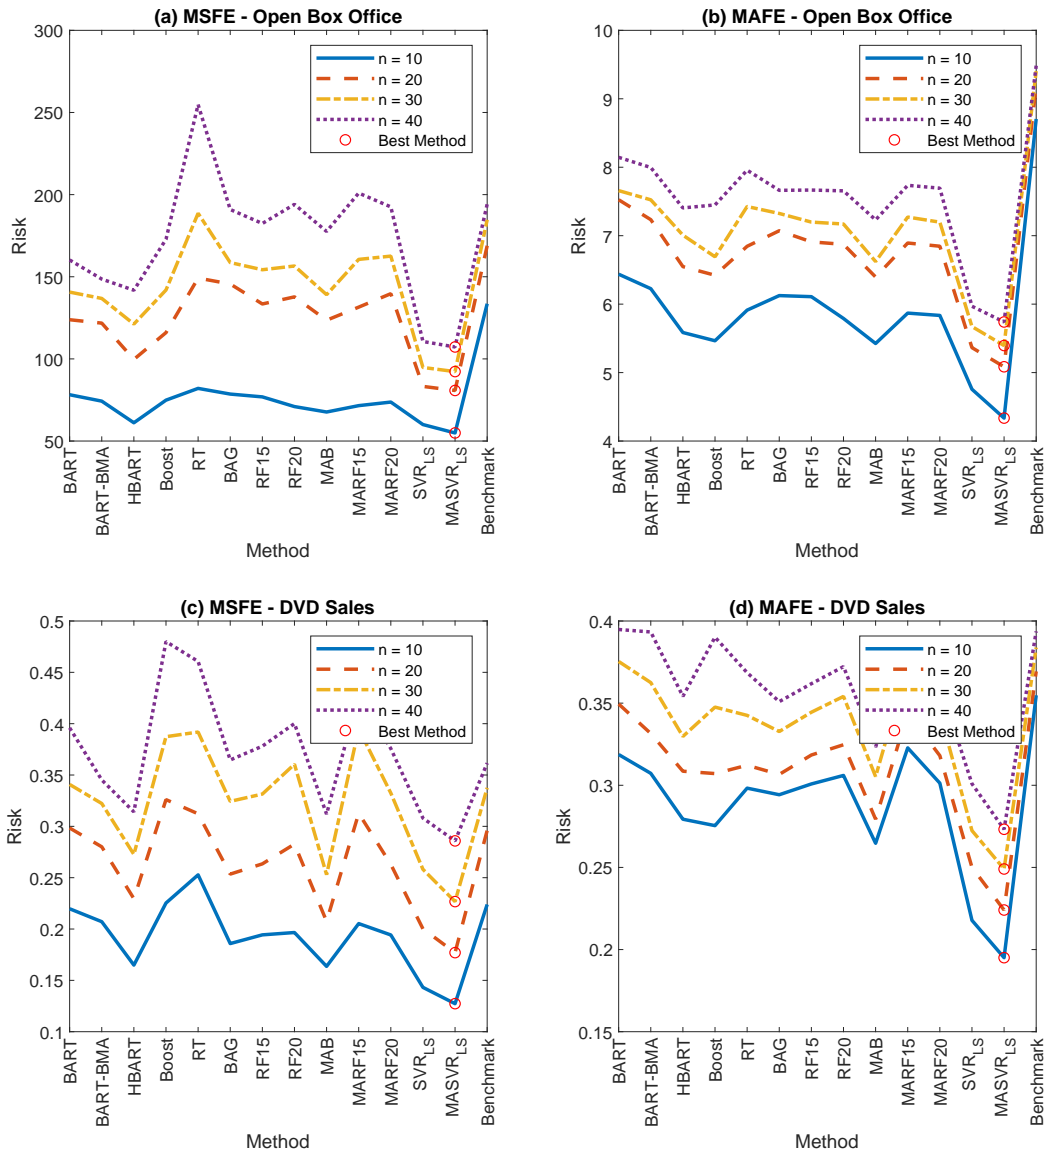 (a) MSFE - Open Box Office
300
250
200
150
100
50
Risk
n = 10
n = 20
n = 30
n = 40
Best Method
BART
BART-BMA
HBART
Boost
RT
BAG
RF15
RF20
MAB
MARF15
MARF20
SVR_LS
MASVR_LS
Benchmark
Method
(b) MAFE - Open Box Office
10
9
8
7
6
5
4
Risk
n = 10
n = 20
n = 30
n = 40
Best Method
BART
BART-BMA
HBART
Boost
RT
BAG
RF15
RF20
MAB
MARF15
MARF20
SVR_LS
MASVR_LS
Benchmark
Method
(c) MSFE - DVD Sales
0.5
0.45
0.4
0.35
0.3
0.25
0.2
0.15
0.1
Risk
n = 10
n = 20
n = 30
n = 40
Best Method
BART
BART-BMA
HBART
Boost
RT
BAG
RF15
RF20
MAB
MARF15
MARF20
SVR_LS
MASVR_LS
Benchmark
Method
(d) MAFE - DVD Sales
0.4
0.35
0.3
0.25
0.2
0.15
Risk
n = 10
n = 20
n = 30
n = 40
Best Method
BART
BART-BMA
HBART
Boost
RT
BAG
RF15
RF20
MAB
MARF15
MARF20
SVR_LS
MASVR_LS
Benchmark
Method